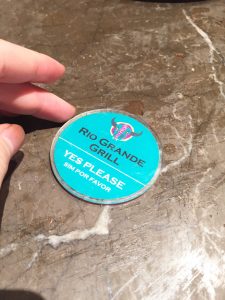 RIO GRANDE
GRILL
YES PLEASE
SIM POR FAVOR